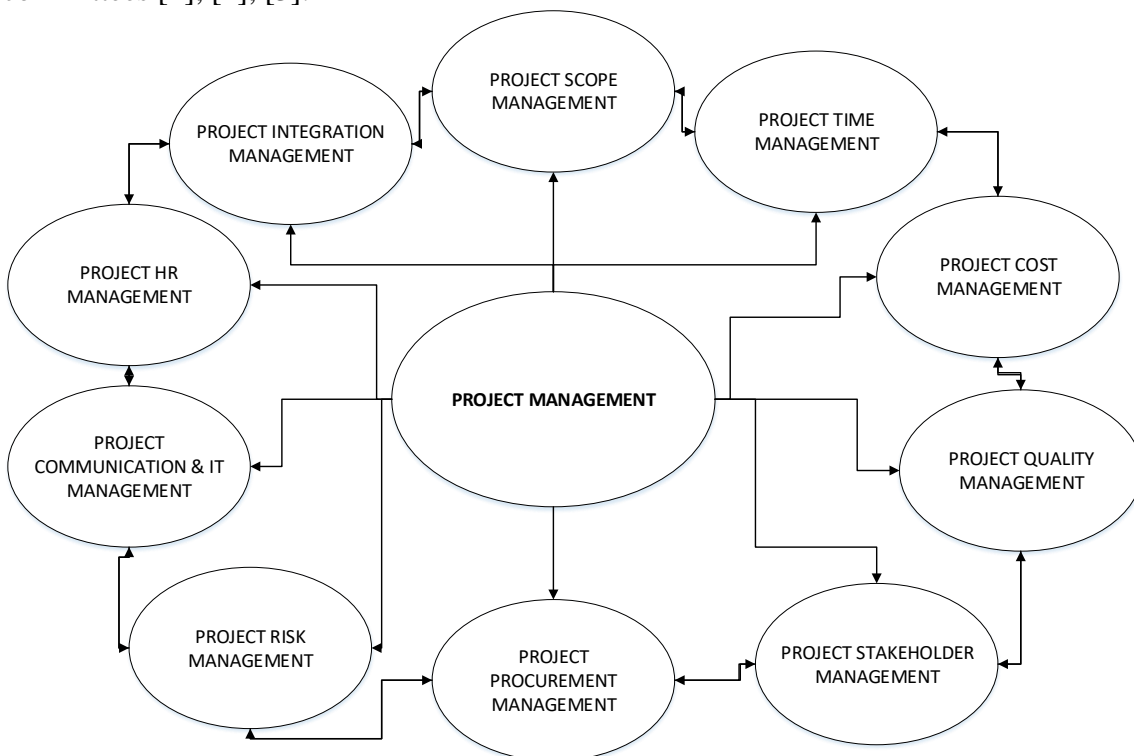 PROJECT SCOPE
MANAGEMENT
PROJECT INTEGRATION
MANAGEMENT
PROJECT TIME
MANAGEMENT
PROJECT HR
MANAGEMENT
PROJECT COST
MANAGEMENT
PROJECT MANAGEMENT
PROJECT
COMMUNICATION & IT
MANAGEMENT
PROJECT QUALITY
MANAGEMENT
PROJECT RISK
MANAGEMENT
PROJECT
PROCUREMENT
MANAGEMENT
PROJECT STAKEHOLDER
MANAGEMENT